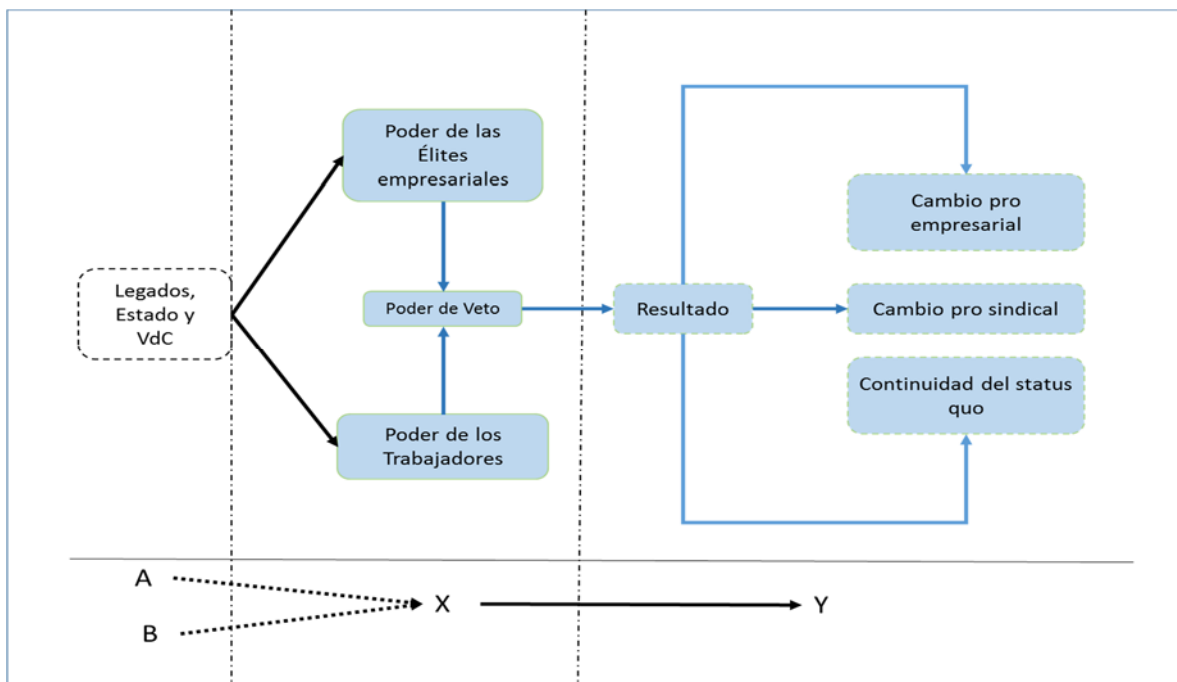 Legados,
Estado y
VdC
Poder de las
Élites
empresariales
Poder de Veto
Poder de los
Trabajadores
Resultado
Cambio pro
empresarial
Cambio pro sindical
Continuidad del status
quo
A
B
X
Y